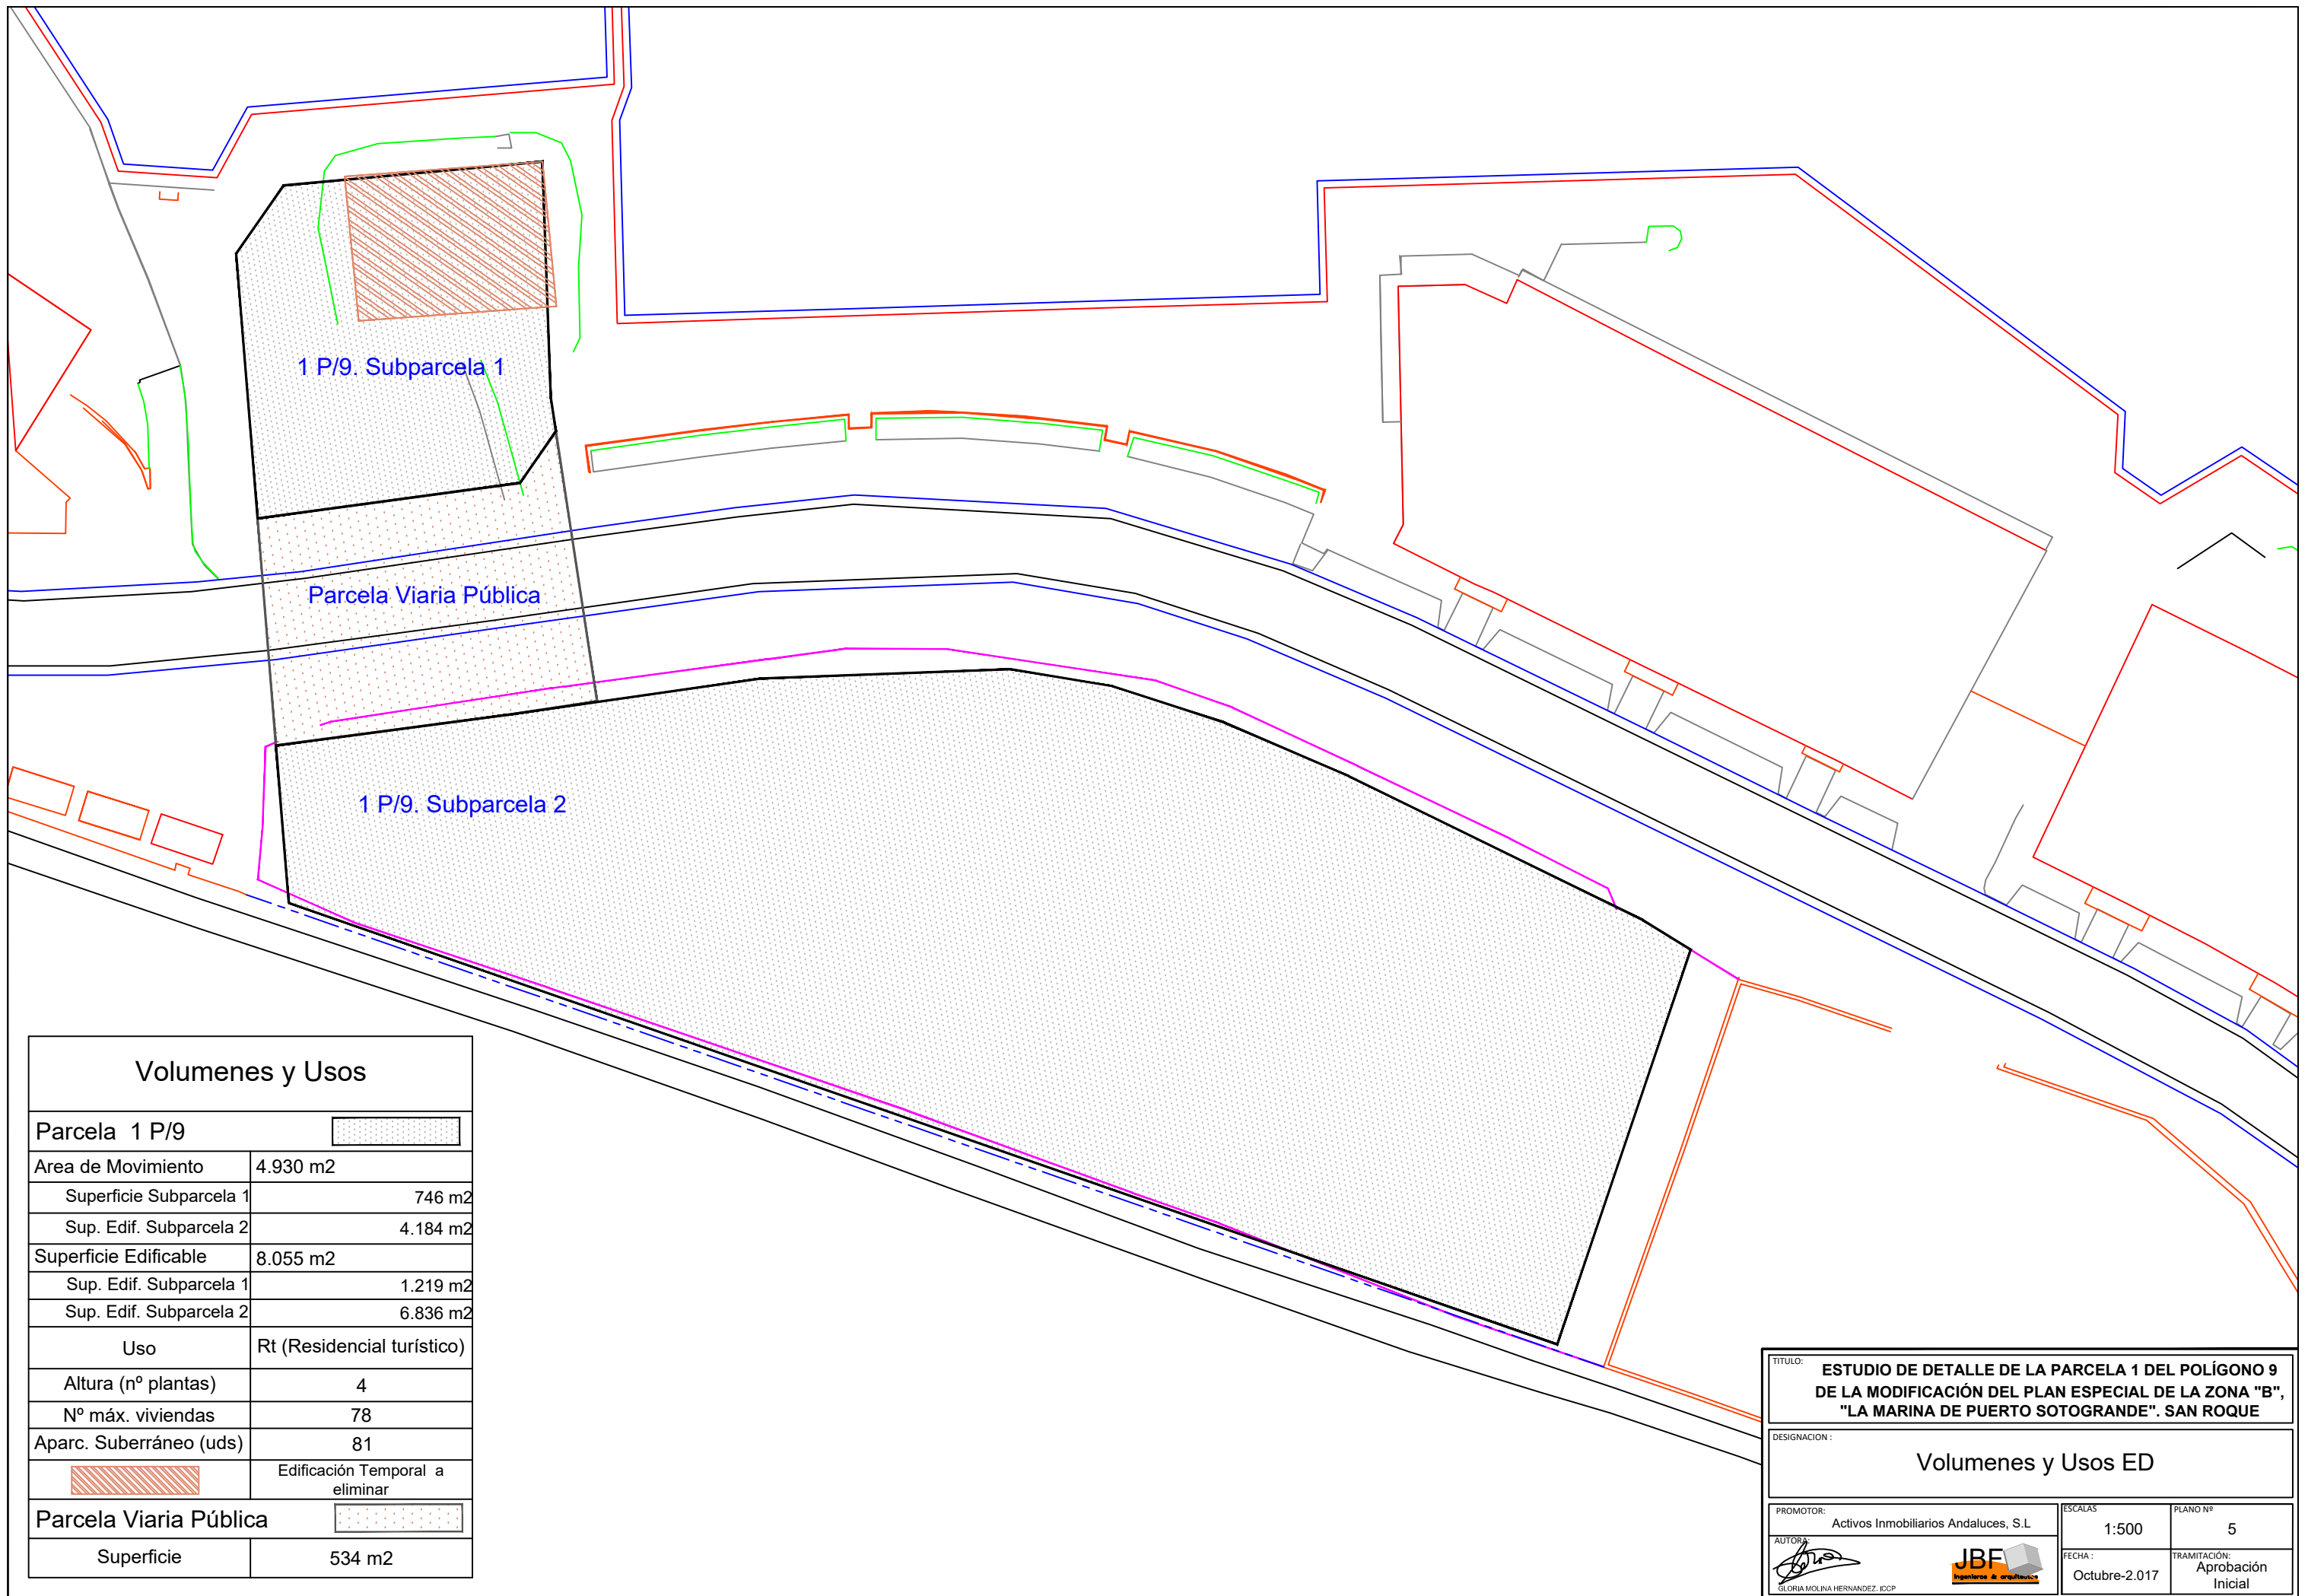 1 P/9. Subparcela 1
Parcela Viaria Pública
1 P/9. Subparcela 2
Volumenes y Usos
Parcela 1 P/9
Area de Movimiento 4.930 m2
Superficie Subparcela 1 746 m2
Sup. Edif. Subparcela 2 4.184 m2
Superficie Edificable 8.055 m2
Sup. Edif. Subparcela 1 1.219 m2
Sup. Edif. Subparcela 2 6.836 m2
Uso Rt (Residencial turístico)
Altura (nº plantas) 4
Nº máx. viviendas 78
Aparc. Suberráneo (uds) 81
Edificación Temporal a
eliminar
Parcela Viaria Pública
Superficie 534 m2
TITULO:
ESTUDIO DE DETALLE DE LA PARCELA 1 DEL POLÍGONO 9
DE LA MODIFICACIÓN DEL PLAN ESPECIAL DE LA ZONA "B",
"LA MARINA DE PUERTO SOTOGRANDE". SAN ROQUE
DESIGNACION :
Volumenes y Usos ED
PROMOTOR:
Activos Inmobiliarios Andaluces, S.L
ESCALAS
1:500
PLANO Nº
5
AUTORA:
GLORIA MOLINA HERNANDEZ. ICCP
JBF
Ingenieros & arquitectos
FECHA :
Octubre-2.017
TRAMITACIÓN:
Aprobación
Inicial